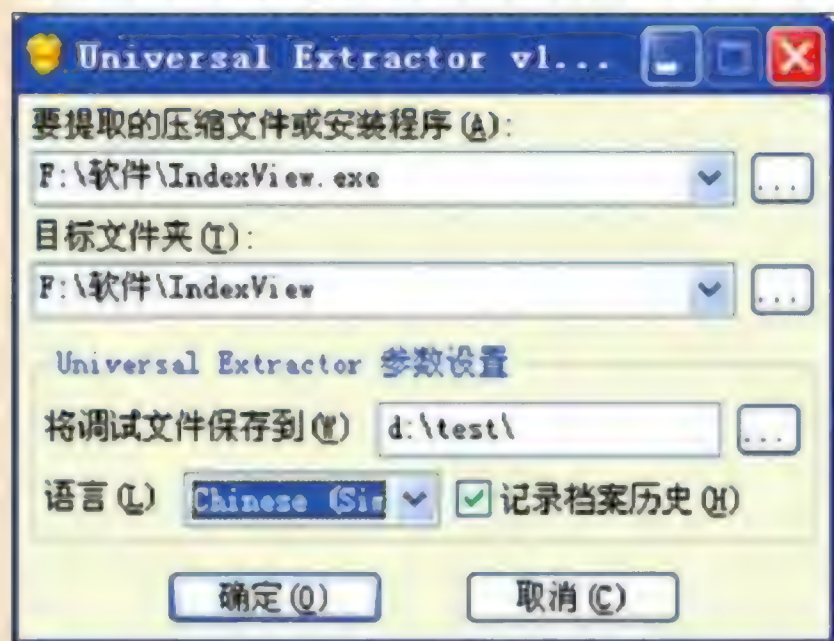 Universal Extractor v1...
要提取的压缩文件或安装程序(A):
F:\软件\IndexView.exe
...
目标文件夹(T):
F:\软件\IndexView
...
Universal Extractor 参数设置
将调试文件保存到(W) d:\test\ ...
语言(L) Chinese (Sim 记录档案历史(H)
确定(O) 取消(C)